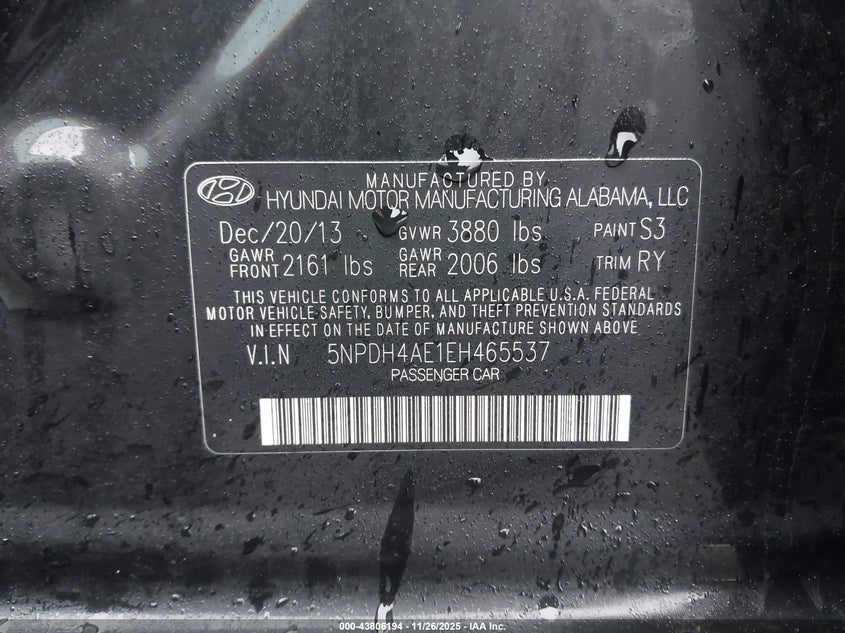 MANUFACTURED BY
HYUNDAI MOTOR MANUFACTURING ALABAMA, LLC
Dec/20/13 GVWR 3880 lbs PAINT S3
GAWR FRONT 2161 lbs GAWR REAR 2006 lbs TRIM RY
THIS VEHICLE CONFORMS TO ALL APPLICABLE U.S.A. FEDERAL
MOTOR VEHICLE SAFETY, BUMPER, AND THEFT PREVENTION STANDARDS
IN EFFECT ON THE DATE OF MANUFACTURE SHOWN ABOVE
V.I.N 5NPDH4AE1EH465537
PASSENGER CAR
000-43806194 - 11/26/2025 - IAA Inc.